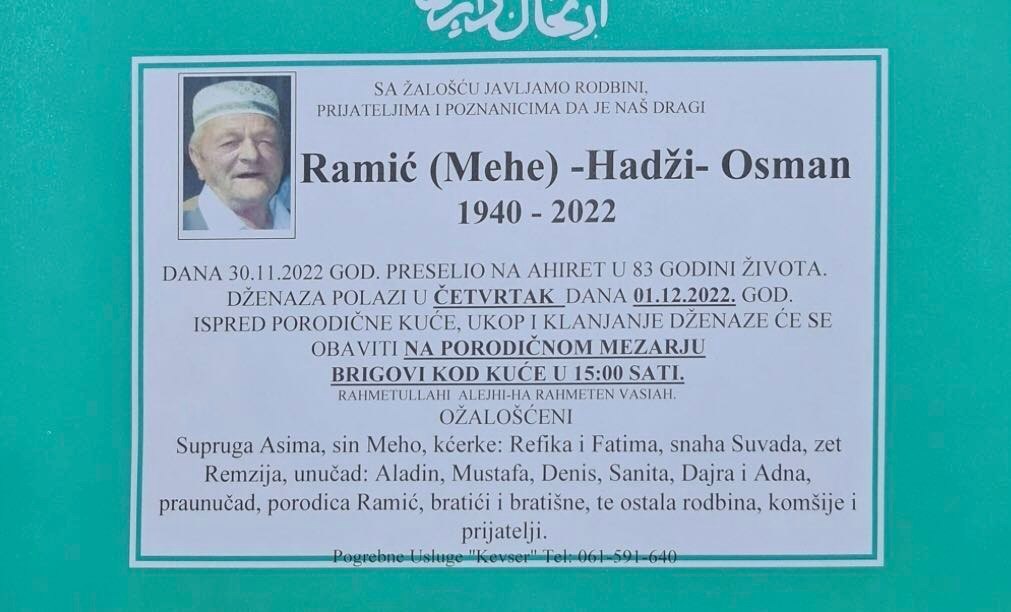 SA ŽALOŠĆU JAVLJAMO RODBINI,
PRIJATELJIMA I POZNANICIMA DA JE NAŠ DRAGI
Ramić (Mehe) -Hadži- Osman
1940 - 2022
DANA 30.11.2022 GOD. PRESELIO NA AHIRET U 83 GODINI ŽIVOTA.
DŽENAZA POLAZI U ČETVRTAK DANA 01.12.2022. GOD.
ISPRED PORODIČNE KUĆE, UKOP I KLANJANJE DŽENAZE ĆE SE
OBAVITI NA PORODIČNOM MEZARJU
BRIGOVI KOD KUĆE U 15:00 SATI.
RAHMETULLAHI ALEJHI-HA RAHMETEN VASIAH.
OŽALOŠĆENI
Supruga Asima, sin Meho, kćerke: Refika i Fatima, snaha Suvada, zet
Remzija, unučad: Aladin, Mustafa, Denis, Sanita, Dajra i Adna,
praunučad, porodica Ramić, bratići i bratišne, te ostala rodbina, komšije i
prijatelji.
Pogrebne Usluge "Kevser" Tel: 061-591-640